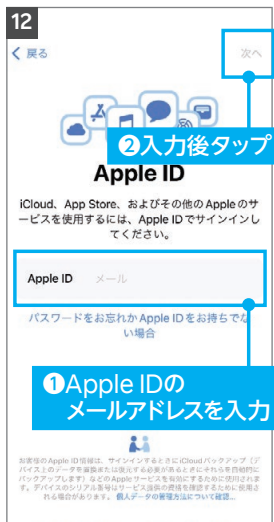 12
戻る
次へ
❷入力後タップ
Apple ID
iCloud、App Store、およびその他のAppleのサ
ービスを使用するには、Apple IDでサインインし
てください。
Apple ID メール
パスワードをお忘れかApple IDをお持ちでな
い場合
❶Apple IDの
メールアドレスを入力
お客様のApple ID情報は、サインインするときにiCloudバックアップ（デ
バイス上のデータを置換または復元する必要があるときにそれらを自動的に
バックアップします）などのAppleサービスを有効にするために使用されま
す。デバイスのシリアル番号はサービス提供の資格を確認するために使用さ
れる場合があります。個人データの管理方法について確認...